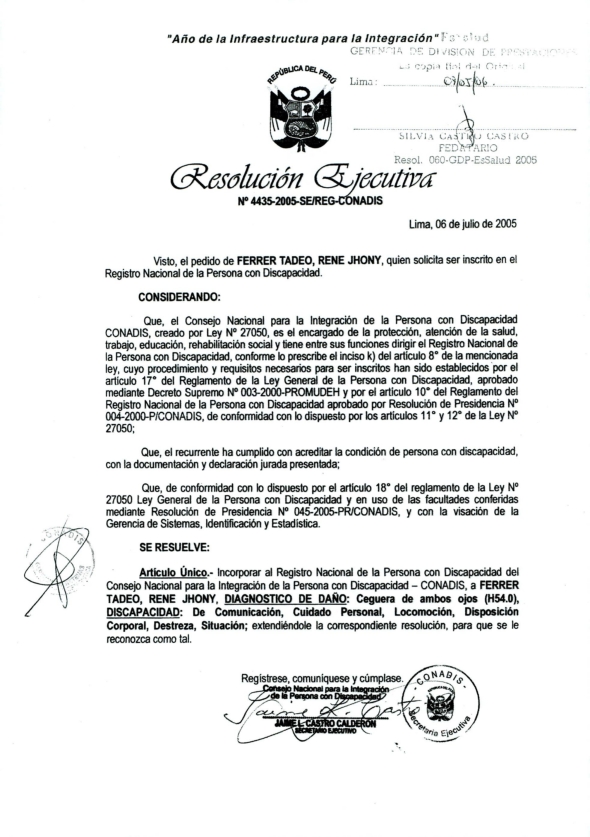 "Año de la Infraestructura para la Integración" EsSalud
GERENCIA DE DIVISION DE PRESTACIONES
Es copia fiel del Original
Lima: 09/05/06.
REPÚBLICA DEL PERÚ
SILVIA CASTRO CASTRO
FEDATARIO
Resol. 060-GDP-EsSalud 2005
Resolución Ejecutiva
Nº 4435-2005-SE/REG-CONADIS
Lima, 06 de julio de 2005
Visto, el pedido de FERRER TADEO, RENE JHONY, quien solicita ser inscrito en el
Registro Nacional de la Persona con Discapacidad.
CONSIDERANDO:
Que, el Consejo Nacional para la Integración de la Persona con Discapacidad
CONADIS, creado por Ley Nº 27050, es el encargado de la protección, atención de la salud,
trabajo, educación, rehabilitación social y tiene entre sus funciones dirigir el Registro Nacional de
la Persona con Discapacidad, conforme lo prescribe el inciso k) del artículo 8° de la mencionada
ley, cuyo procedimiento y requisitos necesarios para ser inscritos han sido establecidos por el
artículo 17° del Reglamento de la Ley General de la Persona con Discapacidad, aprobado
mediante Decreto Supremo Nº 003-2000-PROMUDEH y por el artículo 10° del Reglamento del
Registro Nacional de la Persona con Discapacidad aprobado por Resolución de Presidencia Nº
004-2000-P/CONADIS, de conformidad con lo dispuesto por los artículos 11° y 12° de la Ley Nº
27050;
Que, el recurrente ha cumplido con acreditar la condición de persona con discapacidad,
con la documentación y declaración jurada presentada;
Que, de conformidad con lo dispuesto por el artículo 18° del reglamento de la Ley Nº
27050 Ley General de la Persona con Discapacidad y en uso de las facultades conferidas
mediante Resolución de Presidencia Nº 045-2005-PR/CONADIS, y con la visación de la
Gerencia de Sistemas, Identificación y Estadística.
CONADIS
SE RESUELVE:
Artículo Único.- Incorporar al Registro Nacional de la Persona con Discapacidad del
Consejo Nacional para la Integración de la Persona con Discapacidad – CONADIS, a FERRER
TADEO, RENE JHONY, DIAGNOSTICO DE DAÑO: Ceguera de ambos ojos (H54.0),
DISCAPACIDAD: De Comunicación, Cuidado Personal, Locomoción, Disposición
Corporal, Destreza, Situación; extendiéndole la correspondiente resolución, para que se le
reconozca como tal.
Regístrese, comuníquese y cúmplase.
Consejo Nacional para la Integración
de la Persona con Discapacidad
JAIME L. CASTRO CALDERÓN
SECRETARIO EJECUTIVO
- CONADIS -
Secretaría Ejecutiva